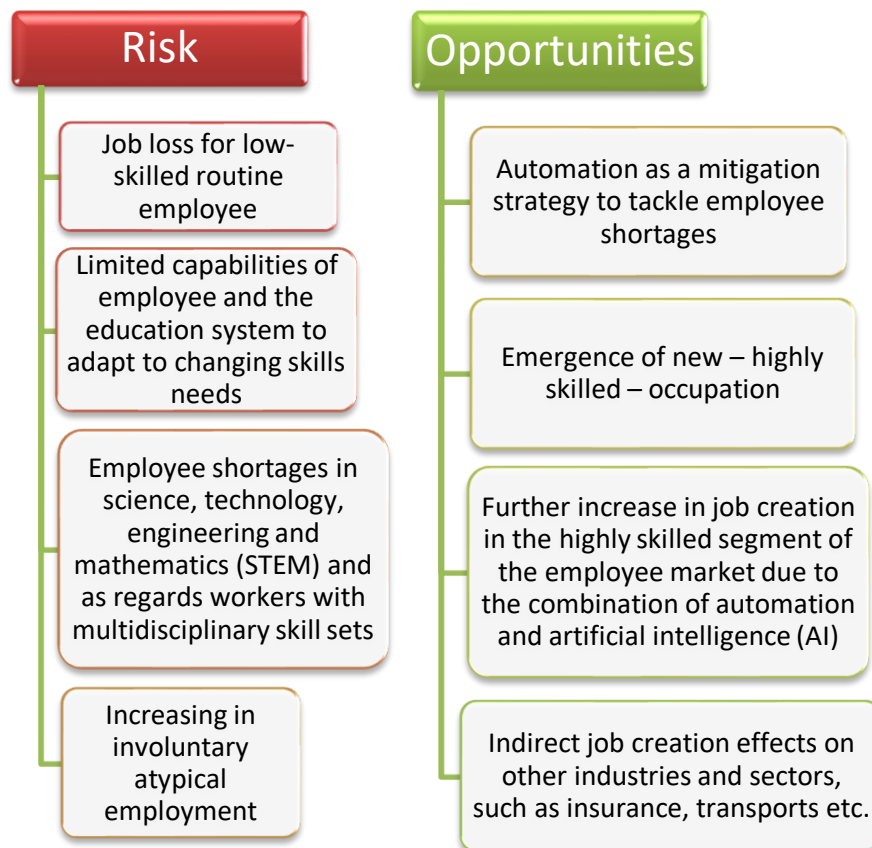 Risk
Job loss for low-
skilled routine
employee
Limited capabilities of
employee and the
education system to
adapt to changing skills
needs
Employee shortages in
science, technology,
engineering and
mathematics (STEM) and
as regards workers with
multidisciplinary skill sets
Increasing in
involuntary
atypical
employment
Opportunities
Automation as a mitigation
strategy to tackle employee
shortages
Emergence of new – highly
skilled – occupation
Further increase in job creation
in the highly skilled segment of
the employee market due to
the combination of automation
and artificial intelligence (AI)
Indirect job creation effects on
other industries and sectors,
such as insurance, transports etc.